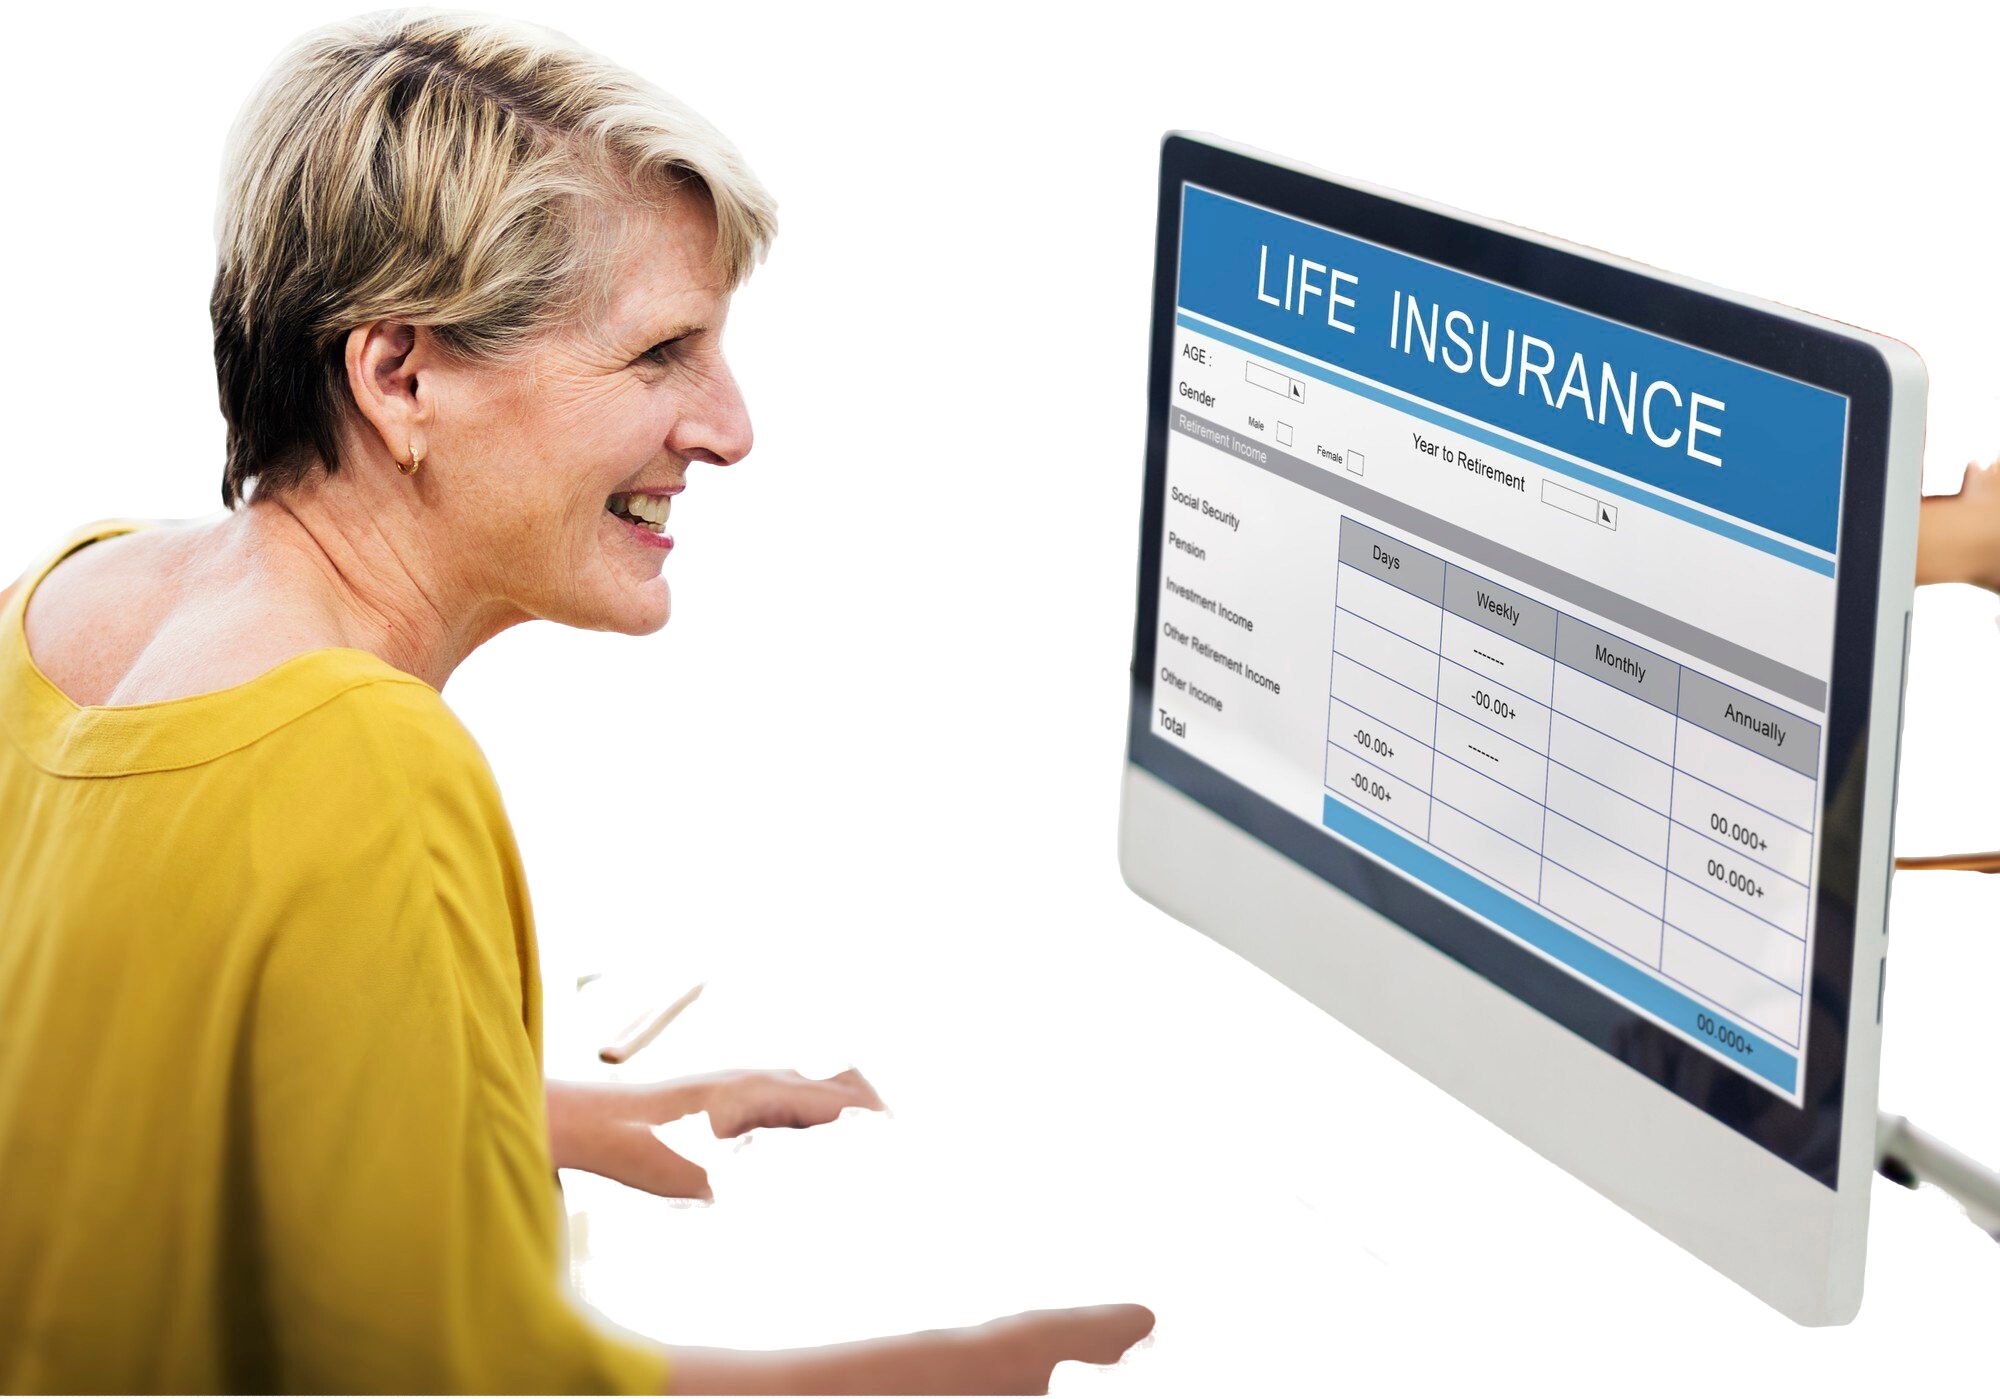 LIFE INSURANCE
AGE :
Gender
Male
Female
Year to Retirement
Retirement Income
Days
Weekly
Monthly
Annually
Social Security
Pension
Investment Income
Other Retirement Income
Other Income
Total
-------
-00.00+
-------
-00.00+
-00.00+
00.000+
00.000+
00.000+